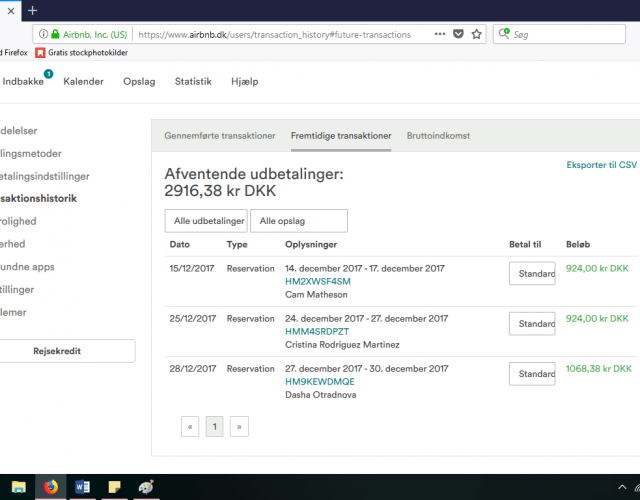 Airbnb, Inc. (US) https://www.airbnb.dk/users/transaction_history#future-transactions Søg
d Firefox Gratis stockphotokilder
Indbakke 1 Kalender Opslag Statistik Hjælp
delelser
lingsmetoder
etalingsindstillinger
saktionshistorik
rolighed
erhed
undne apps
tillinger
lemer
Rejsekredit
Gennemførte transaktioner Fremtidige transaktioner Bruttoindkomst
Eksporter til CSV
Afventende udbetalinger:
2916,38 kr DKK
Alle udbetalinger Alle opslag
Dato Type Oplysninger Betal til Beløb
15/12/2017 Reservation 14. december 2017 - 17. december 2017 Standard 924,00 kr DKK
HM2XWSF4SM
Cam Matheson
25/12/2017 Reservation 24. december 2017 - 27. december 2017 Standard 924,00 kr DKK
HMM4SRDPZT
Cristina Rodriguez Martinez
28/12/2017 Reservation 27. december 2017 - 30. december 2017 Standard 1068,38 kr DKK
HM9KEWDMQE
Dasha Otradnova
« 1 »